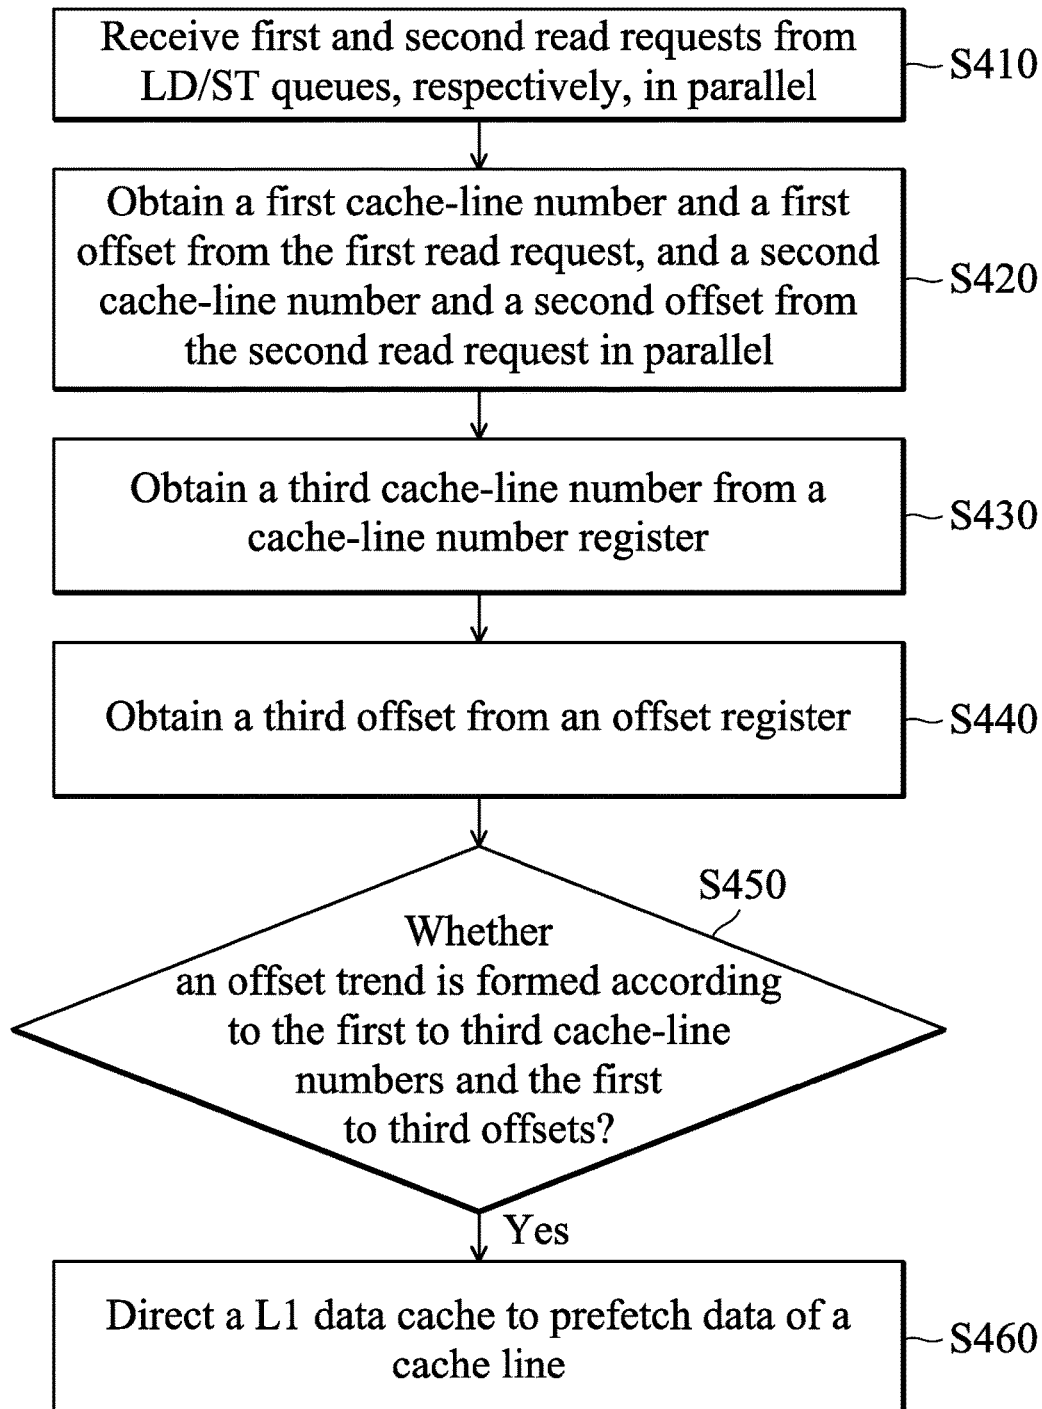 Receive first and second read requests from
LD/ST queues, respectively, in parallel
S410
Obtain a first cache-line number and a first
offset from the first read request, and a second
cache-line number and a second offset from
the second read request in parallel
S420
Obtain a third cache-line number from a
cache-line number register
S430
Obtain a third offset from an offset register
S440
S450
Whether
an offset trend is formed according
to the first to third cache-line
numbers and the first
to third offsets?
Yes
Direct a L1 data cache to prefetch data of a
cache line
S460